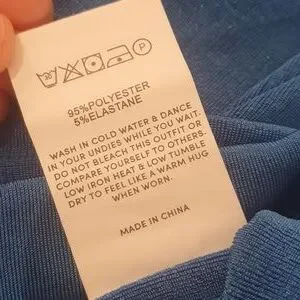 95%POLYESTER
5%ELASTANE
WASH IN COLD WATER & DANCE
IN YOUR UNDIES WHILE YOU WAIT.
DO NOT BLEACH THIS OUTFIT OR
COMPARE YOURSELF TO OTHERS.
LOW IRON HEAT & LOW TUMBLE
DRY TO FEEL LIKE A WARM HUG
WHEN WORN.
MADE IN CHINA